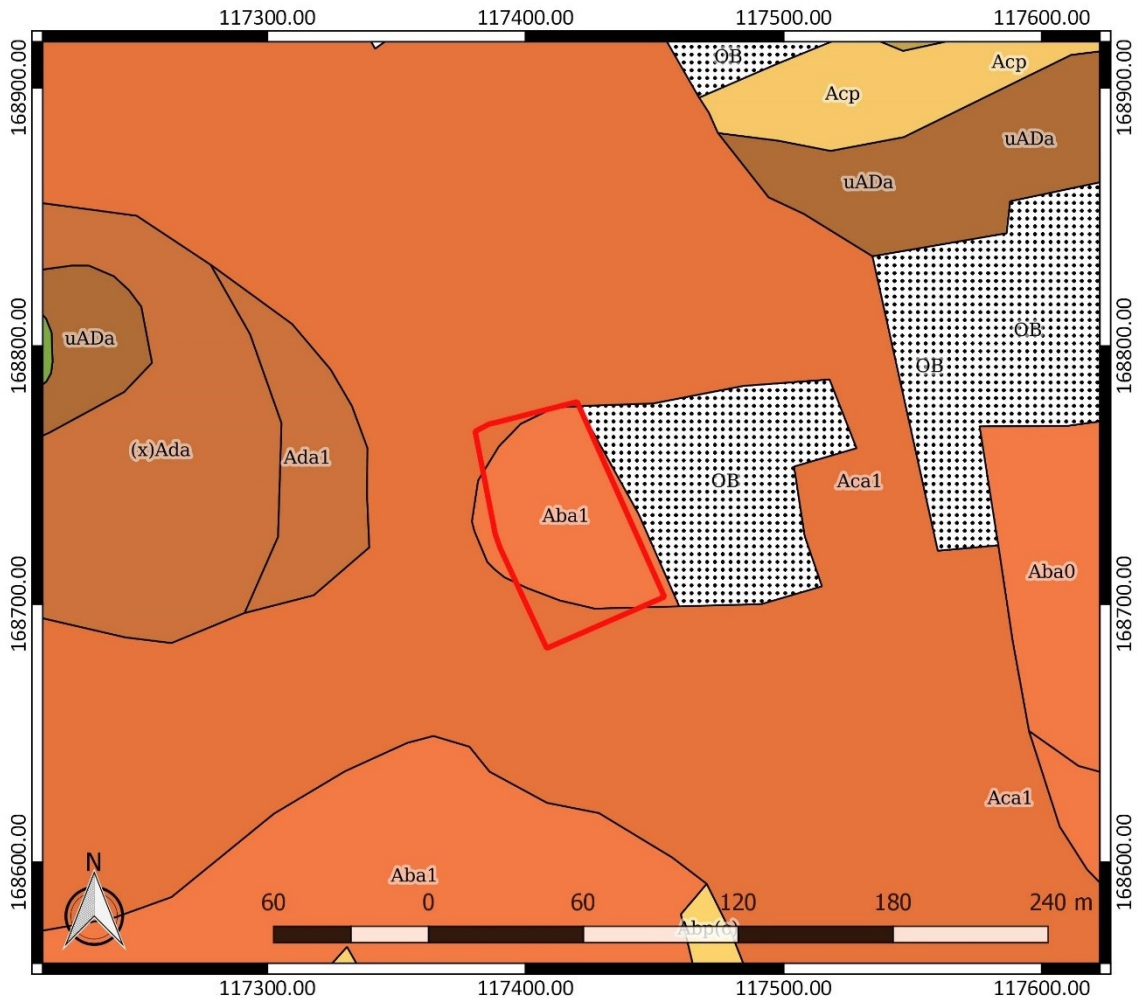 117300.00 117400.00 117500.00 117600.00
168900.00 168900.00
OB
Acp
Acp
uADa
uADa
168800.00 168800.00
uADa
OB
OB
(x)Ada
Ada1
OB
Aca1
Aba1
168700.00 168700.00
Aba0
Aca1
168600.00 168600.00
Aba1
N
60 0 60 120 180 240 m
Abp(c)
117300.00 117400.00 117500.00 117600.00